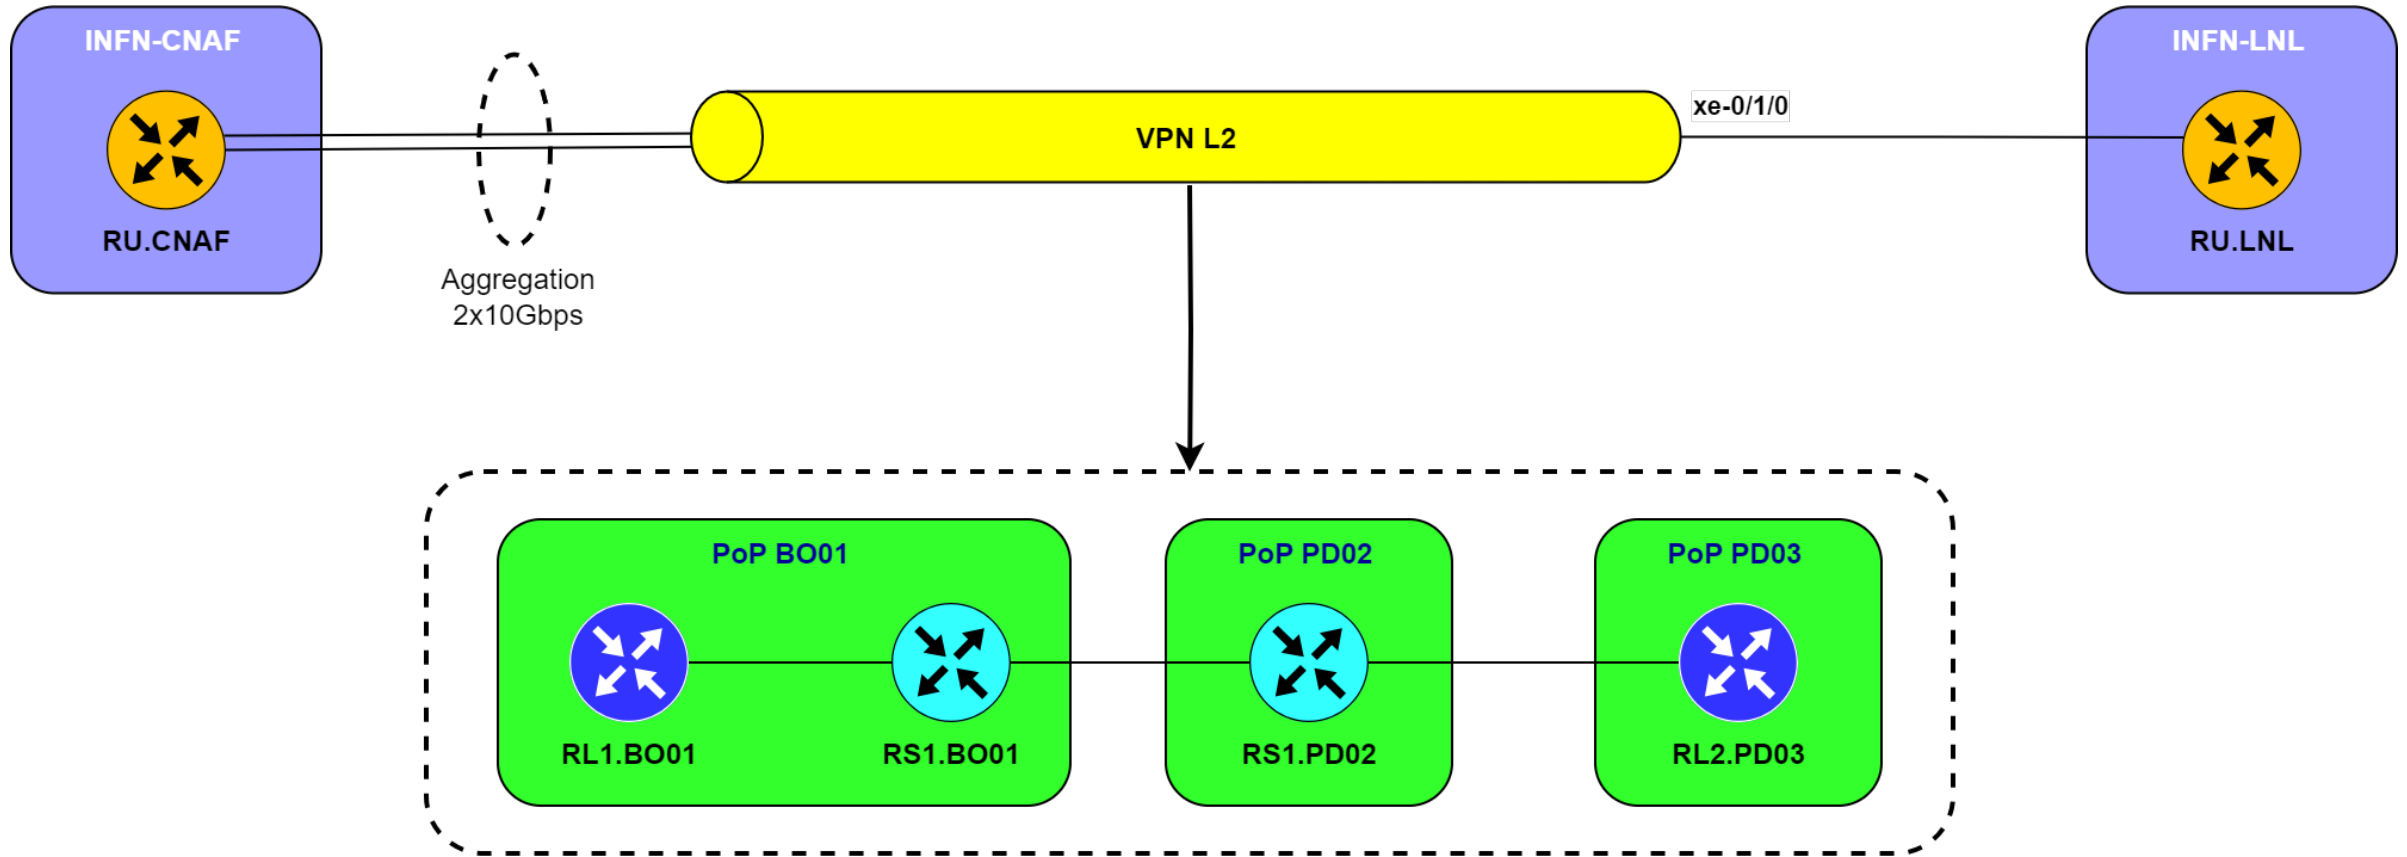 INFN-CNAF
INFN-LNL
xe-0/1/0
VPN L2
RU.CNAF
RU.LNL
Aggregation
2x10Gbps
PoP BO01
PoP PD02
PoP PD03
RL1.BO01
RS1.BO01
RS1.PD02
RL2.PD03